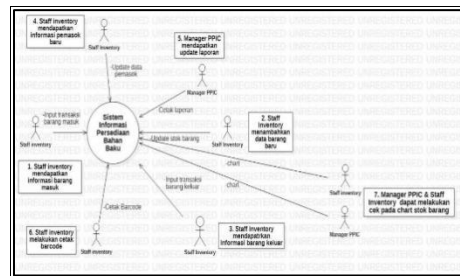 4. Staff inventory
mendapatkan
informasi pemasok
baru
Staff Inventory
-Update data
pemasok
5. Manager PPIC
mendapatkan
update laporan
Manager PPIC
-Cetak laporan
-Input transaksi
barang masuk
Staff Inventory
Sistem
Informasi
Persediaan
Bahan
Baku
-Update stok barang
Staff Inventory
2. Staff
Inventory
menambahkan
data barang
baru
1. Staff inventory
mendapatkan
informasi barang
masuk
-chart
-chart
Staff Inventory
Input transaksi
barang keluar
7. Manager PPIC & Staff
Inventory dapat melakukan
cek pada chart stok barang
Manager PPIC
-Cetak Barcode
6. Staff inventory
melakukan cetak
barcode
Staff Inventory
Staff Inventory
3. Staff inventory
mendapatkan
informasi barang keluar